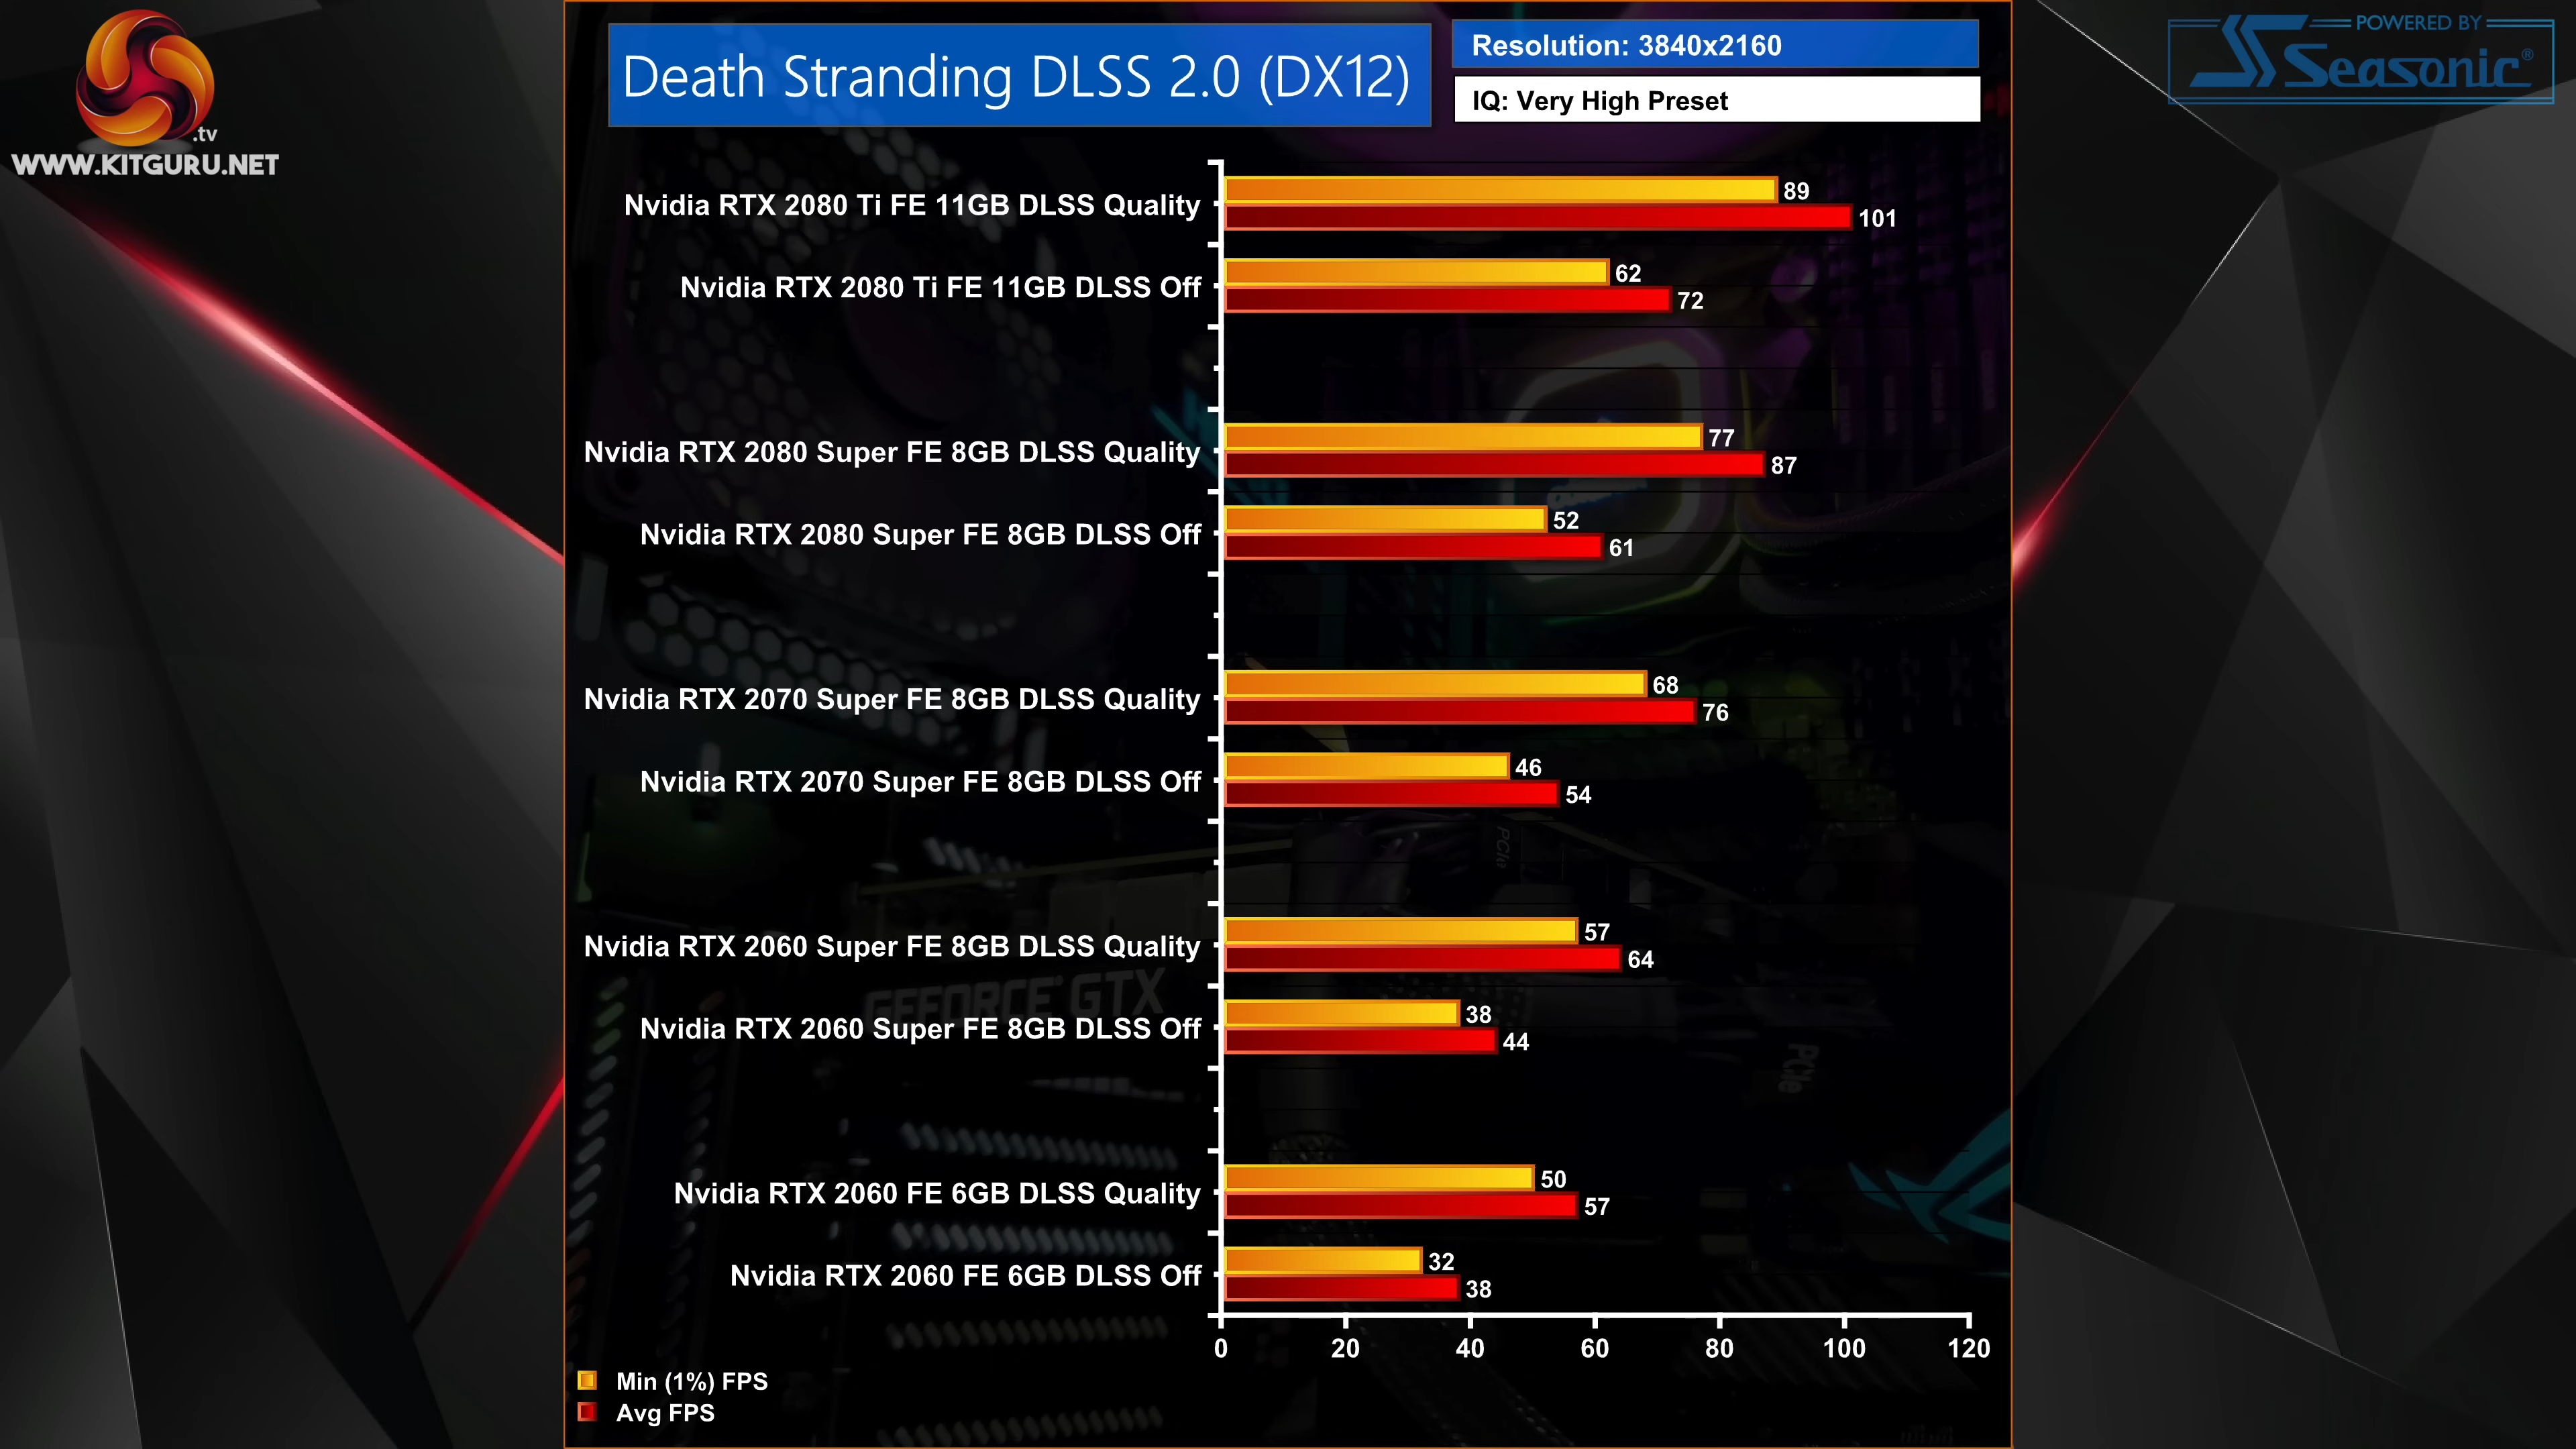 .tv
WWW.KITGURU.NET
Death Stranding DLSS 2.0 (DX12)
Resolution: 3840x2160
IQ: Very High Preset
POWERED BY
Seasonic®
Nvidia RTX 2080 Ti FE 11GB DLSS Quality
89
101
Nvidia RTX 2080 Ti FE 11GB DLSS Off
62
72
Nvidia RTX 2080 Super FE 8GB DLSS Quality
77
87
Nvidia RTX 2080 Super FE 8GB DLSS Off
52
61
Nvidia RTX 2070 Super FE 8GB DLSS Quality
68
76
Nvidia RTX 2070 Super FE 8GB DLSS Off
46
54
PCIe
Nvidia RTX 2060 Super FE 8GB DLSS Quality
57
64
GEFORCE GTX
Nvidia RTX 2060 Super FE 8GB DLSS Off
38
44
PCIe
Nvidia RTX 2060 FE 6GB DLSS Quality
50
57
Nvidia RTX 2060 FE 6GB DLSS Off
32
38
0 20 40 60 80 100 120
Min (1%) FPS
Avg FPS